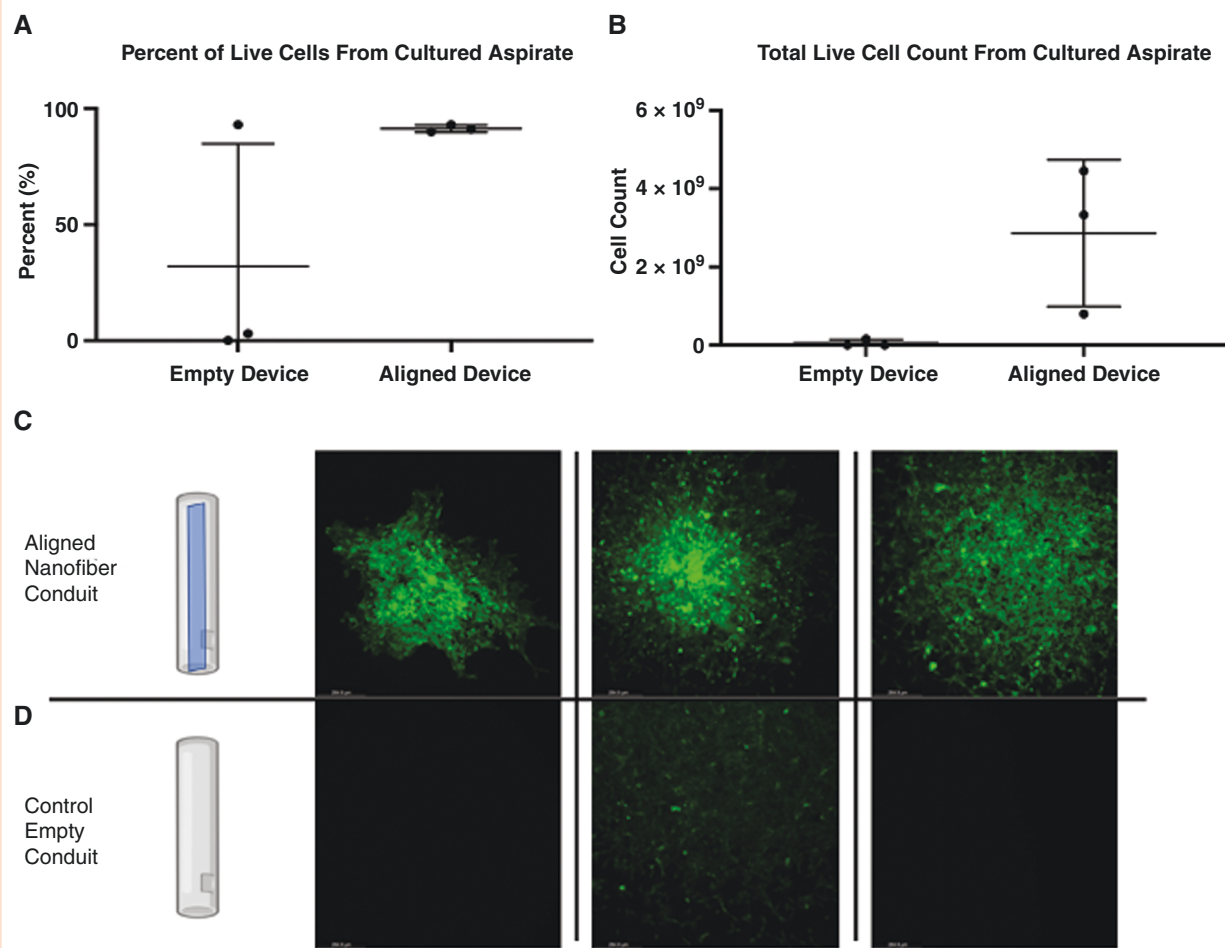 A
Percent of Live Cells From Cultured Aspirate
100
50
0
Percent (%)
Empty Device
Aligned Device
B
Total Live Cell Count From Cultured Aspirate
6 × 10⁹
4 × 10⁹
2 × 10⁹
0
Cell Count
Empty Device
Aligned Device
C
Aligned
Nanofiber
Conduit
D
Control
Empty
Conduit